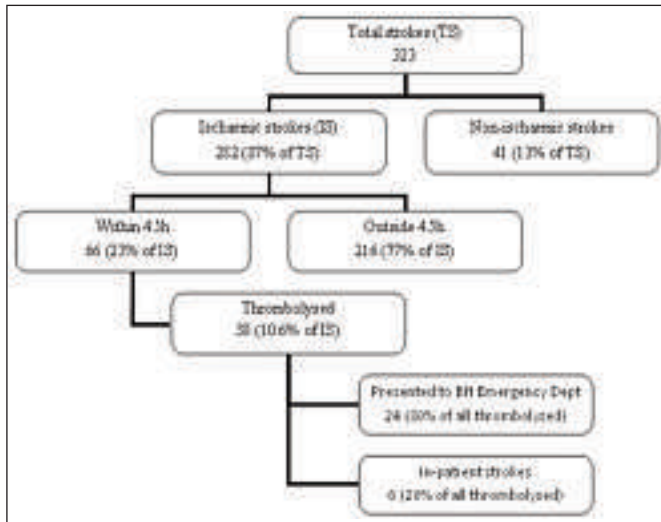 Total strokes (TS)
323
Ischaemic strokes (IS)
282 (87% of TS)
Non-ischaemic strokes
41 (13% of TS)
Within 4.5h
66 (23% of IS)
Outside 4.5h
216 (77% of IS)
Thrombolysed
30 (10.6% of IS)
Presented to Emergency Dept
24 (80% of all thrombolysed)
In-patient strokes
6 (20% of all thrombolysed)